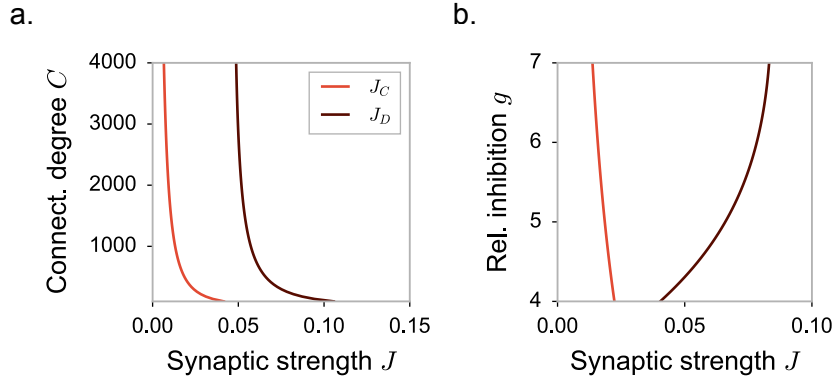 a.
Connect. degree C
4000
3000
2000
1000
0.00 0.05 0.10 0.15
Synaptic strength J
J_C
J_D
b.
Rel. inhibition g
7
6
5
4
0.00 0.05 0.10
Synaptic strength J